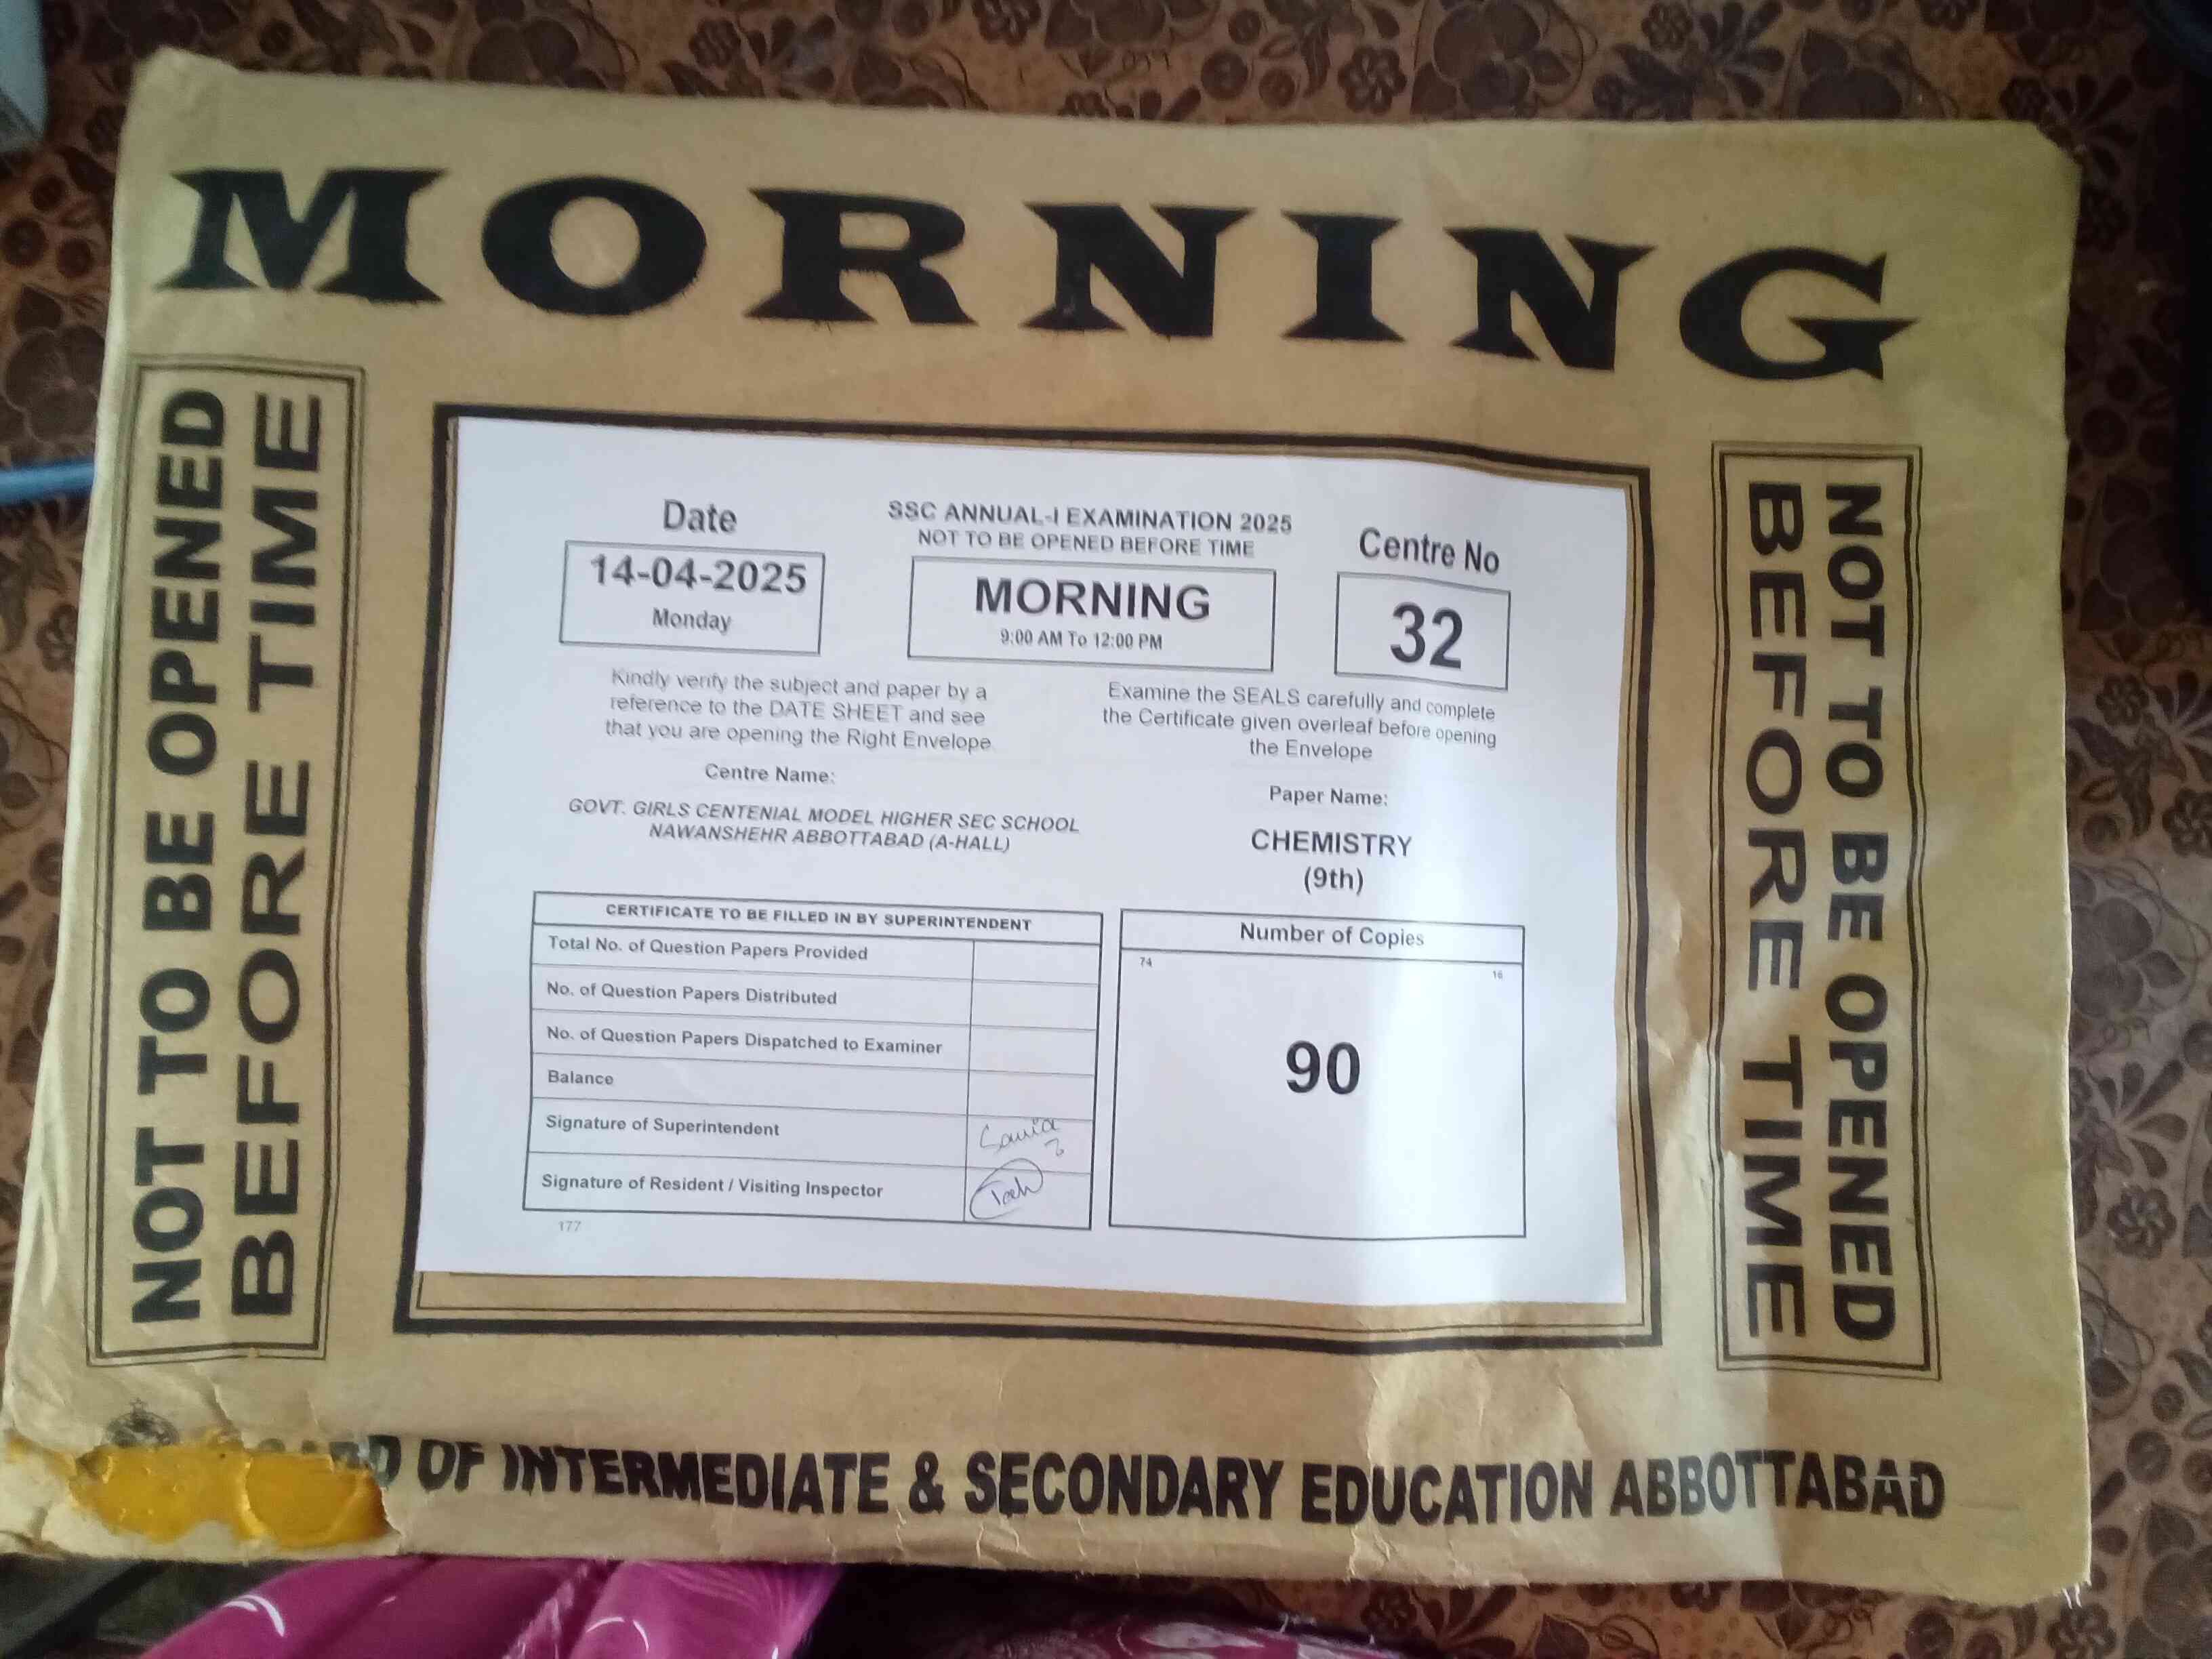 MORNING
NOT TO BE OPENED
BEFORE TIME
Date
14-04-2025
Monday
SSC ANNUAL-I EXAMINATION 2025
NOT TO BE OPENED BEFORE TIME
MORNING
9:00 AM To 12:00 PM
Centre No
32
Kindly verify the subject and paper by a
reference to the DATE SHEET and see
that you are opening the Right Envelope
Examine the SEALS carefully and complete
the Certificate given overleaf before opening
the Envelope
Centre Name:
GOVT. GIRLS CENTENIAL MODEL HIGHER SEC SCHOOL
NAWANSHEHR ABBOTTABAD (A-HALL)
Paper Name:
CHEMISTRY
(9th)
CERTIFICATE TO BE FILLED IN BY SUPERINTENDENT
Total No. of Question Papers Provided
No. of Question Papers Distributed
No. of Question Papers Dispatched to Examiner
Balance
Signature of Superintendent
Signature of Resident / Visiting Inspector
177
Number of Copies
74
16
90
NOT TO BE OPENED
BEFORE TIME
OF INTERMEDIATE & SECONDARY EDUCATION ABBOTTABAD